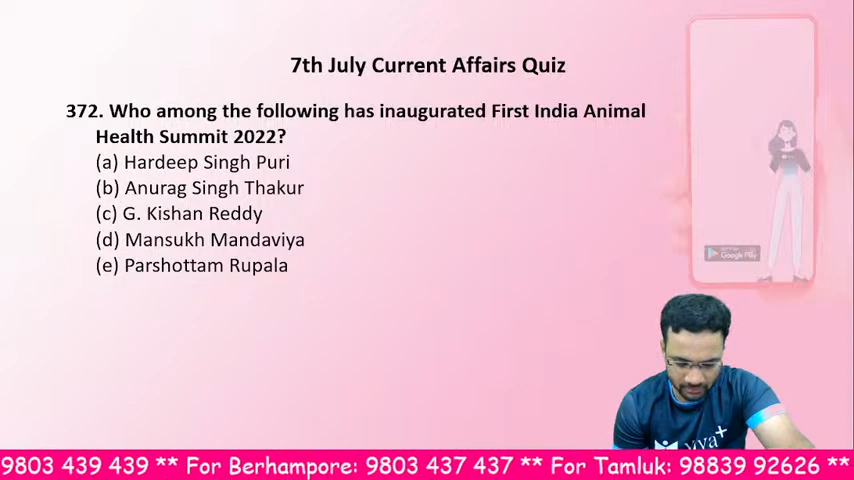 7th July Current Affairs Quiz
372. Who among the following has inaugurated First India Animal
Health Summit 2022?
(a) Hardeep Singh Puri
(b) Anurag Singh Thakur
(c) G. Kishan Reddy
(d) Mansukh Mandaviya
(e) Parshottam Rupala
Google Play
9803 439 439 ** For Berhampore: 9803 437 437 ** For Tamluk: 98839 92626 **